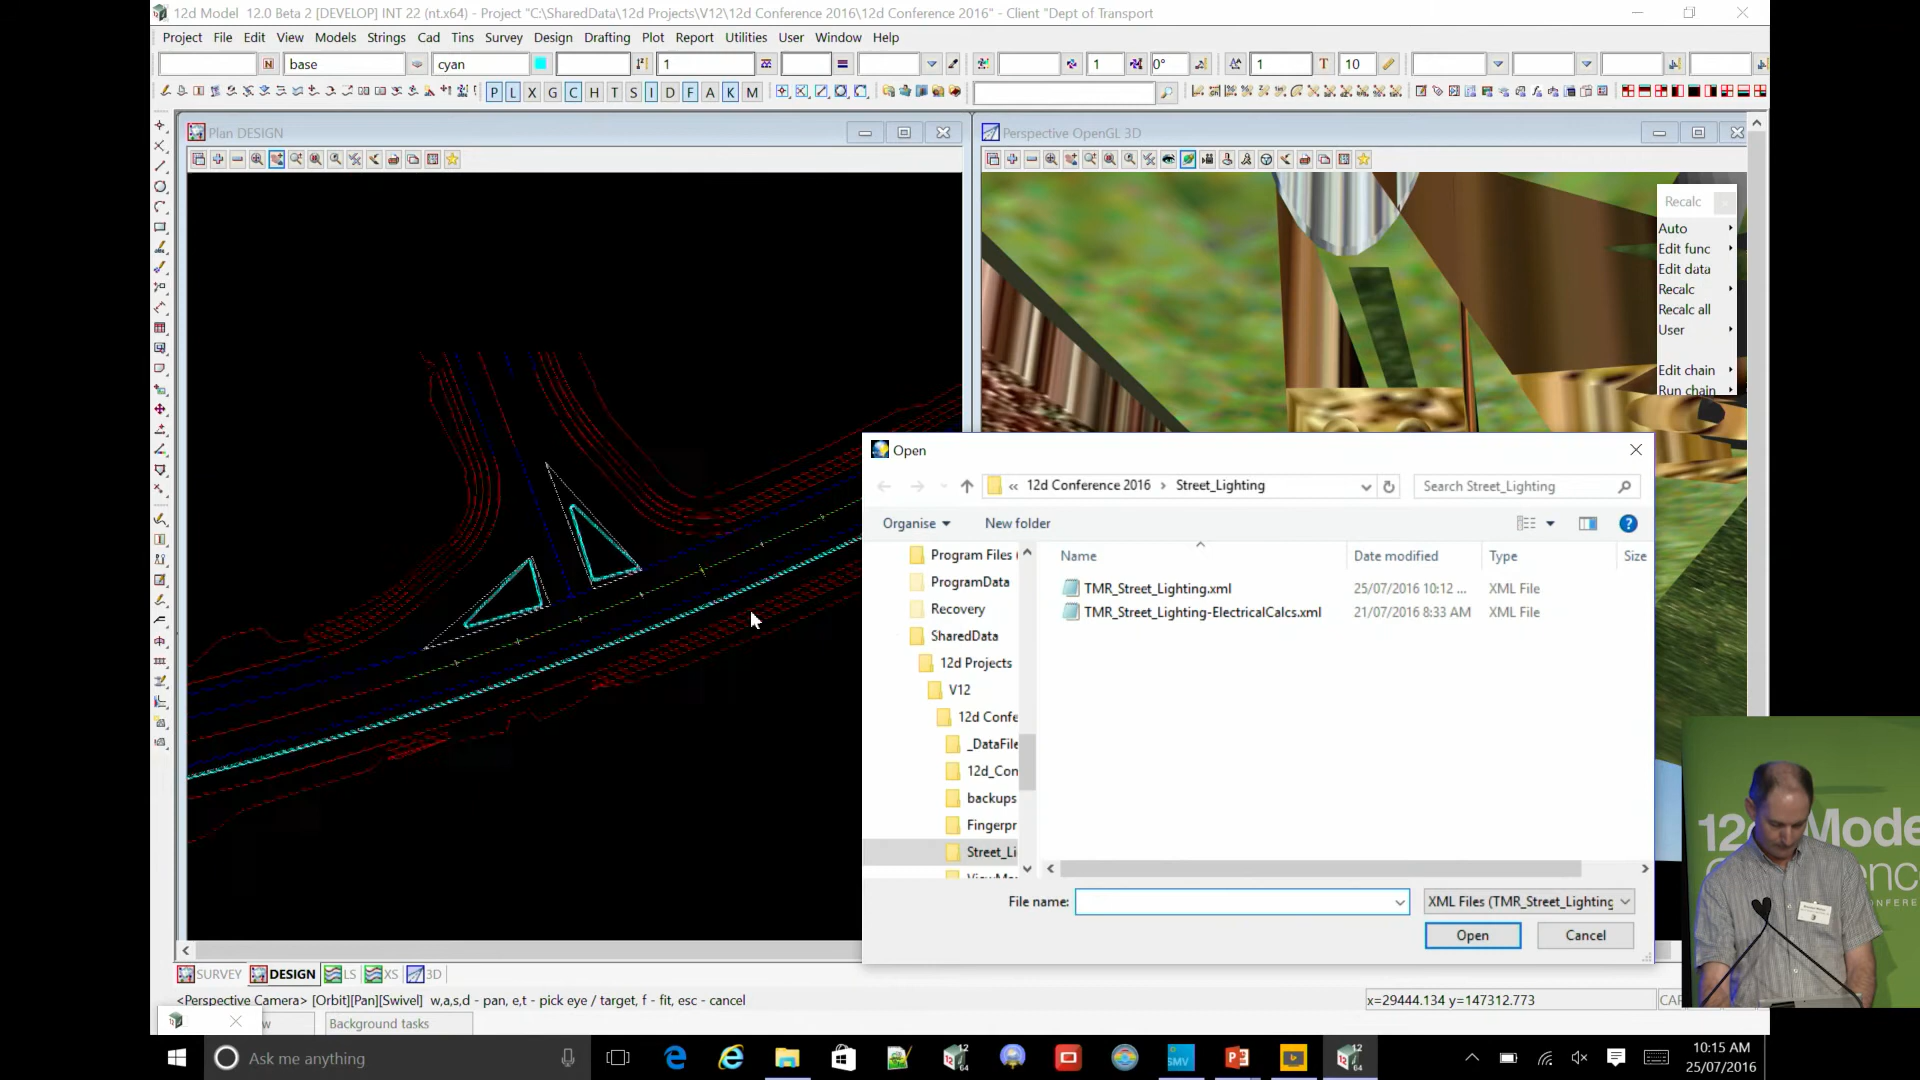 12d Model 12.0 Beta 2 [DEVELOP] INT 22 (nt.x64) - Project "C:\SharedData\12d Projects\V12\12d Conference 2016\12d Conference 2016" - Client "Dept of Transport
Project File Edit View Models Strings Cad Tins Survey Design Drafting Plot Report Utilities User Window Help
base cyan 1 1 0° 1 T 10
P L X G C H T S I D F A K M
Plan DESIGN
Perspective OpenGL 3D
Recalc
Auto
Edit func
Edit data
Recalc
Recalc all
User
Edit chain
Run chain
Open
« 12d Conference 2016 > Street_Lighting
Search Street_Lighting
Organise
New folder
Name Date modified Type Size
TMR_Street_Lighting.xml 25/07/2016 10:12 ... XML File
TMR_Street_Lighting-ElectricalCalcs.xml 21/07/2016 8:33 AM XML File
Program Files
ProgramData
Recovery
SharedData
12d Projects
V12
12d Confe
_DataFile
12d_Con
backups
Fingerpr
Street_Li
File name:
XML Files (TMR_Street_Lighting
Open Cancel
12d Model
CONFERE
SURVEY DESIGN LS XS 3D
<Perspective Camera> [Orbit][Pan][Swivel] w,a,s,d - pan, e,t - pick eye / target, f - fit, esc - cancel
x=29444.134 y=147312.773
Background tasks
Ask me anything
SMV
12
64
12
64
10:15 AM
25/07/2016